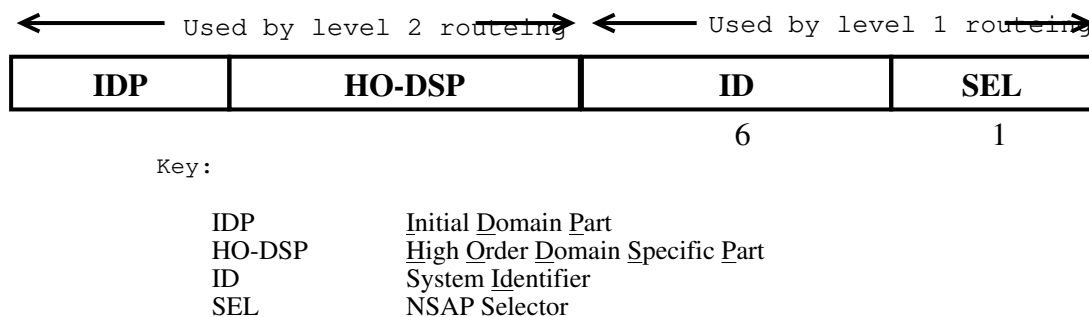 Used by level 2 routeing Used by level 1 routeing
IDP HO-DSP ID SEL
6 1
Key:
IDP Initial Domain Part
HO-DSP High Order Domain Specific Part
ID System Identifier
SEL NSAP Selector